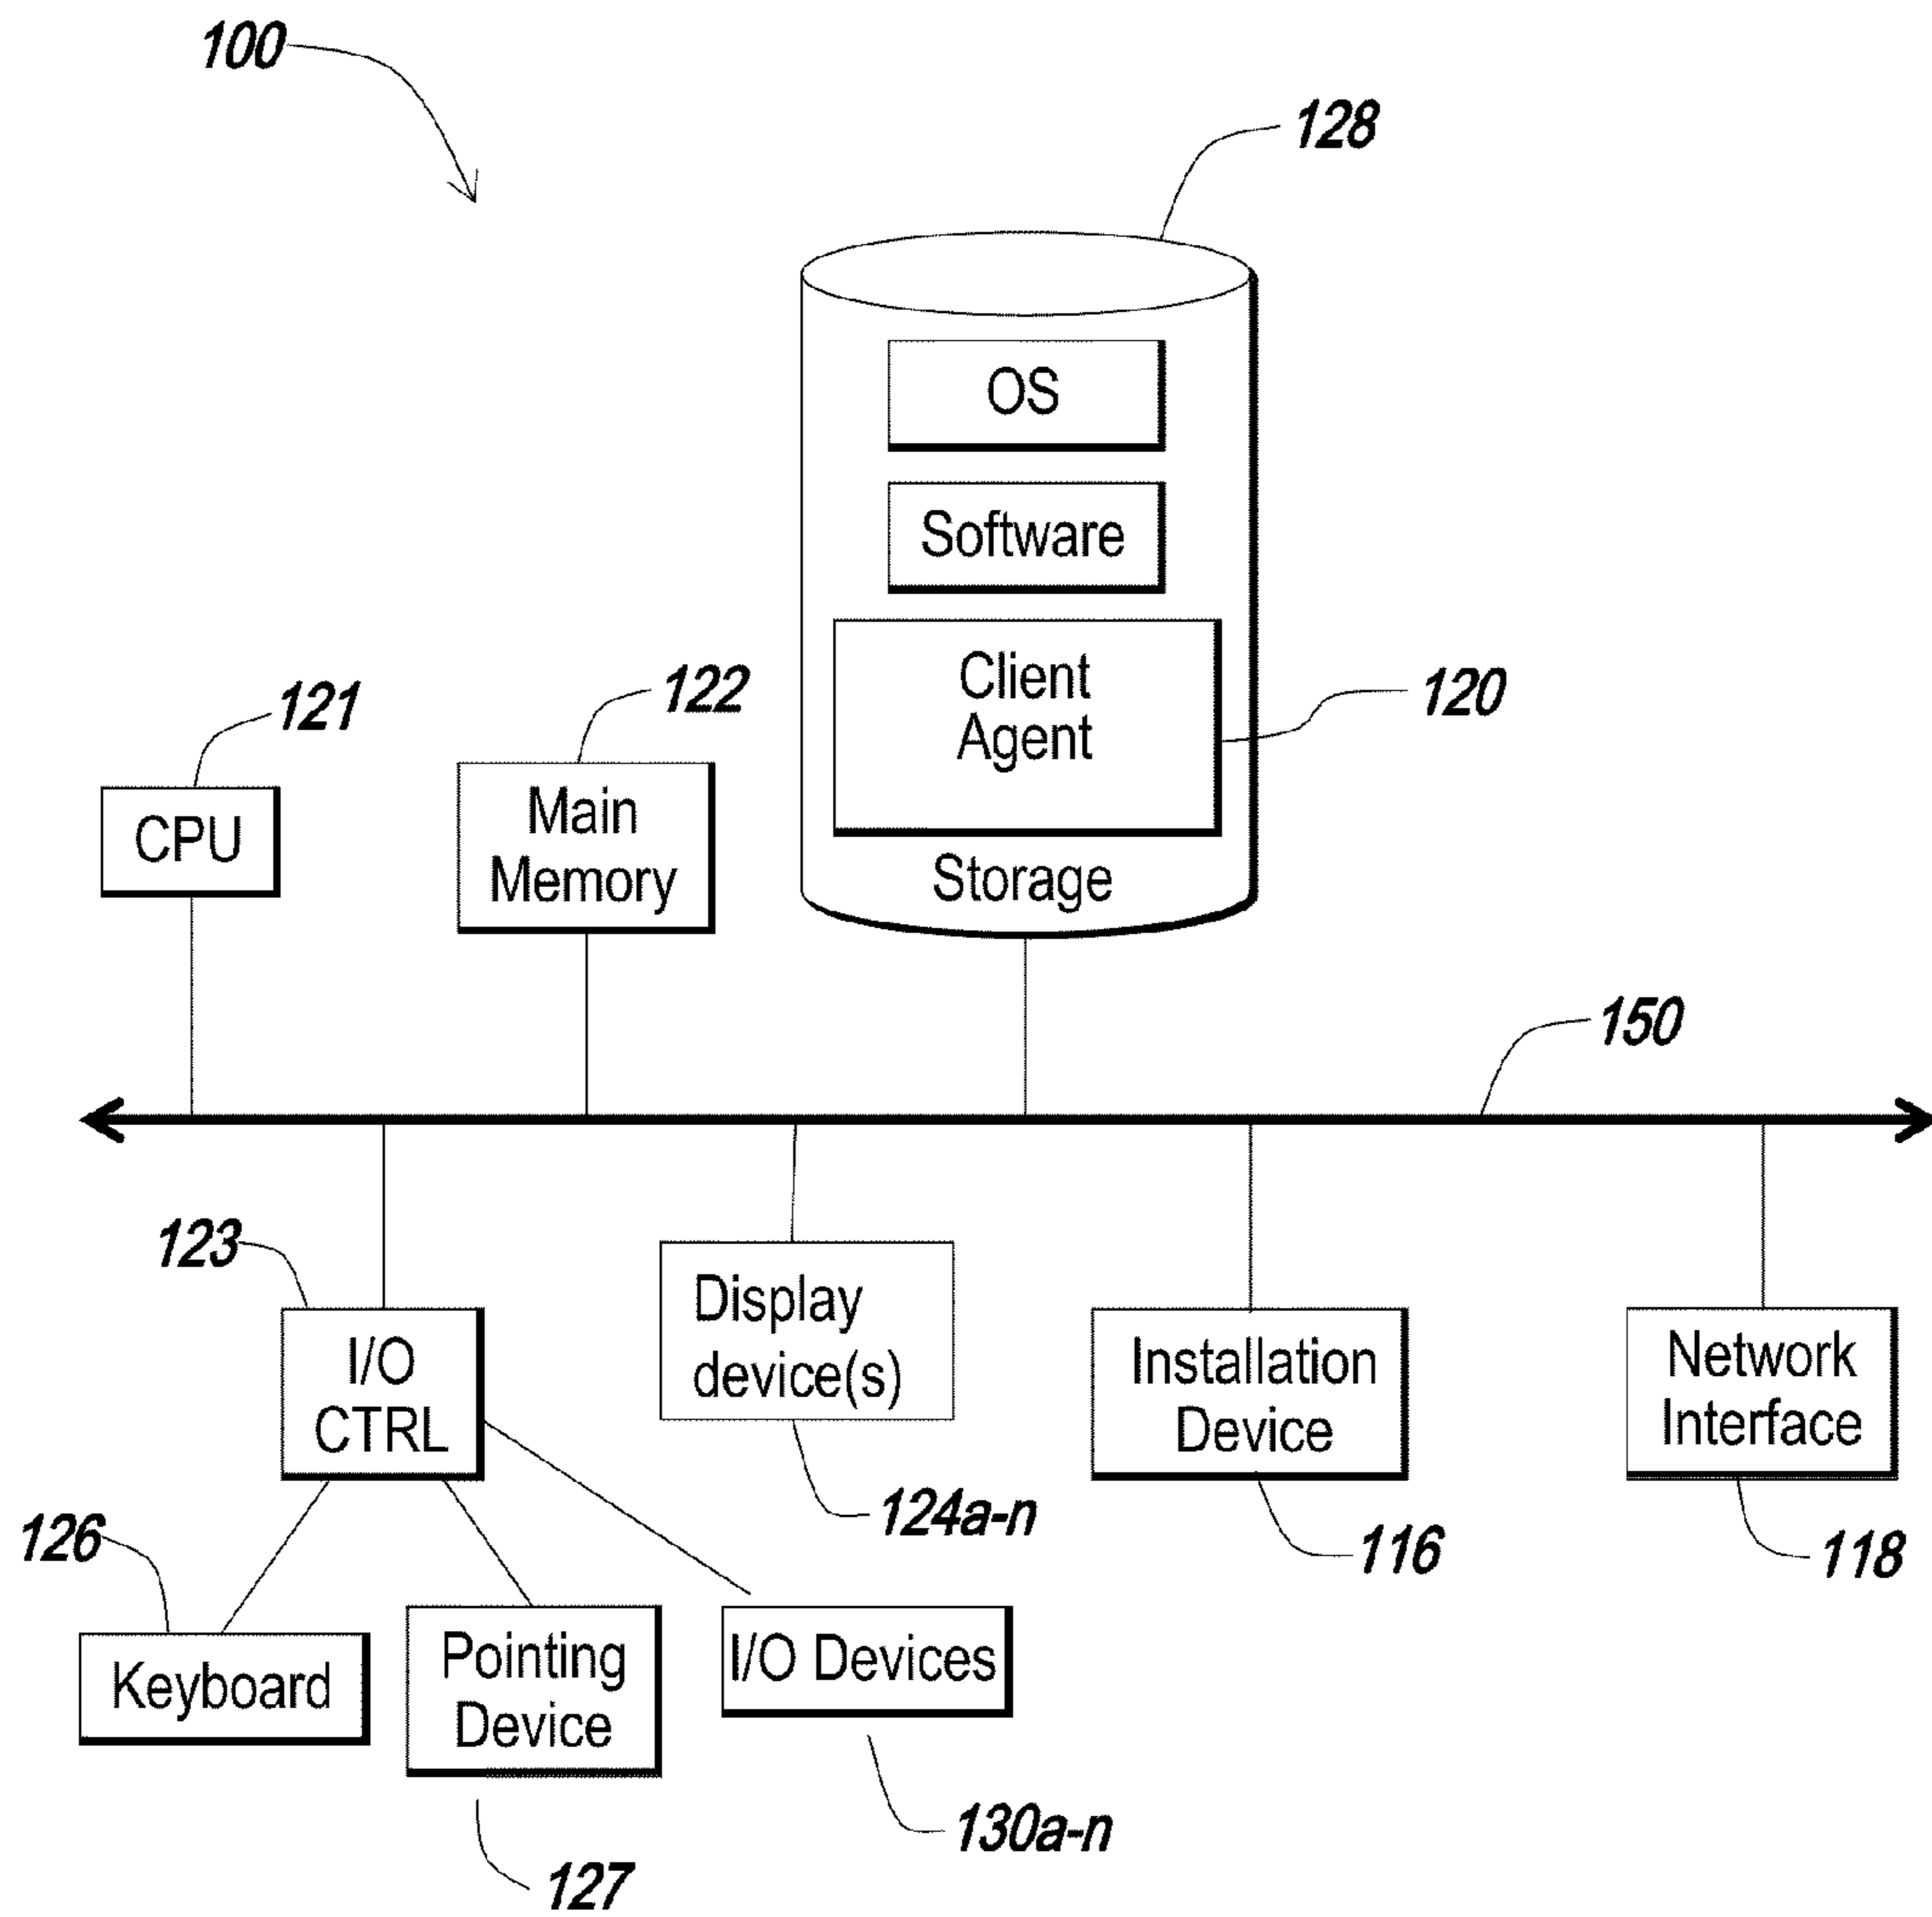 100
128
OS
Software
Client
Agent
120
Storage
121
CPU
122
Main
Memory
150
123
I/O
CTRL
Display
device(s)
124a-n
Installation
Device
116
Network
Interface
118
126
Keyboard
Pointing
Device
127
I/O Devices
130a-n